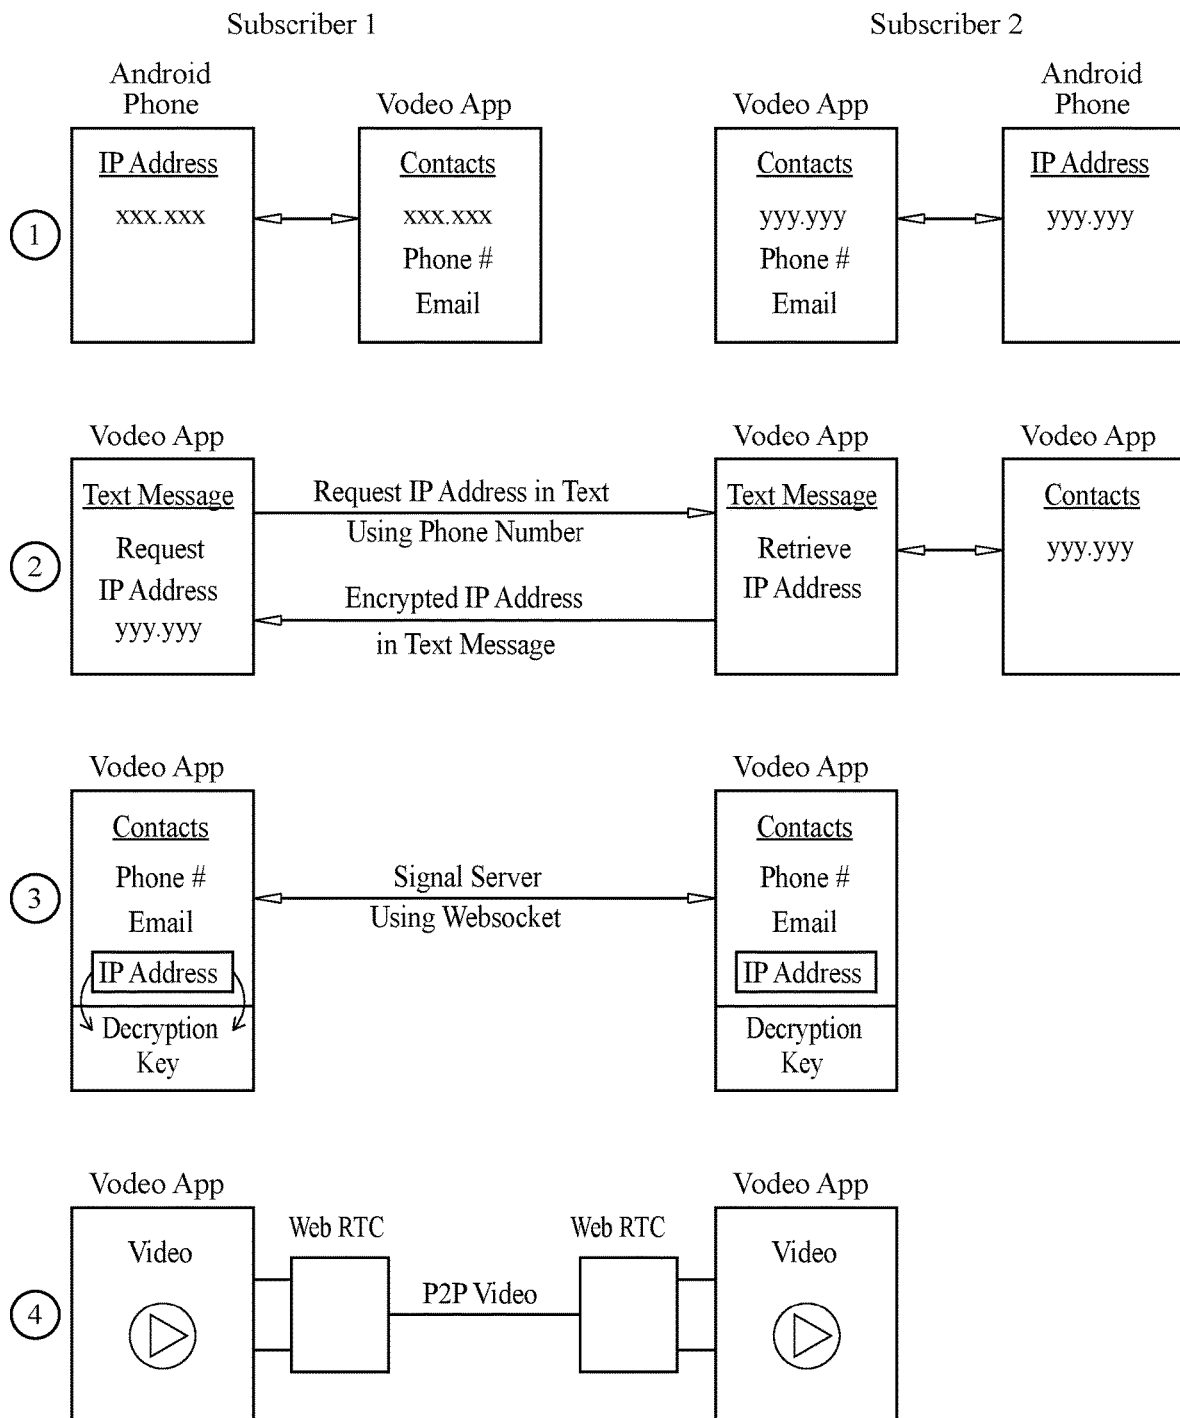 Subscriber 1
Subscriber 2
Android
Phone
Vodeo App
Vodeo App
Android
Phone
1
IP Address
xxx.xxx
Contacts
xxx.xxx
Phone #
Email
Contacts
yyy.yyy
Phone #
Email
IP Address
yyy.yyy
Vodeo App
Vodeo App
Vodeo App
2
Text Message
Request
IP Address
yyy.yyy
Request IP Address in Text
Using Phone Number
Encrypted IP Address
in Text Message
Text Message
Retrieve
IP Address
Contacts
yyy.yyy
Vodeo App
Vodeo App
3
Contacts
Phone #
Email
IP Address
Decryption
Key
Signal Server
Using Websocket
Contacts
Phone #
Email
IP Address
Decryption
Key
Vodeo App
Vodeo App
4
Video
Web RTC
P2P Video
Web RTC
Video